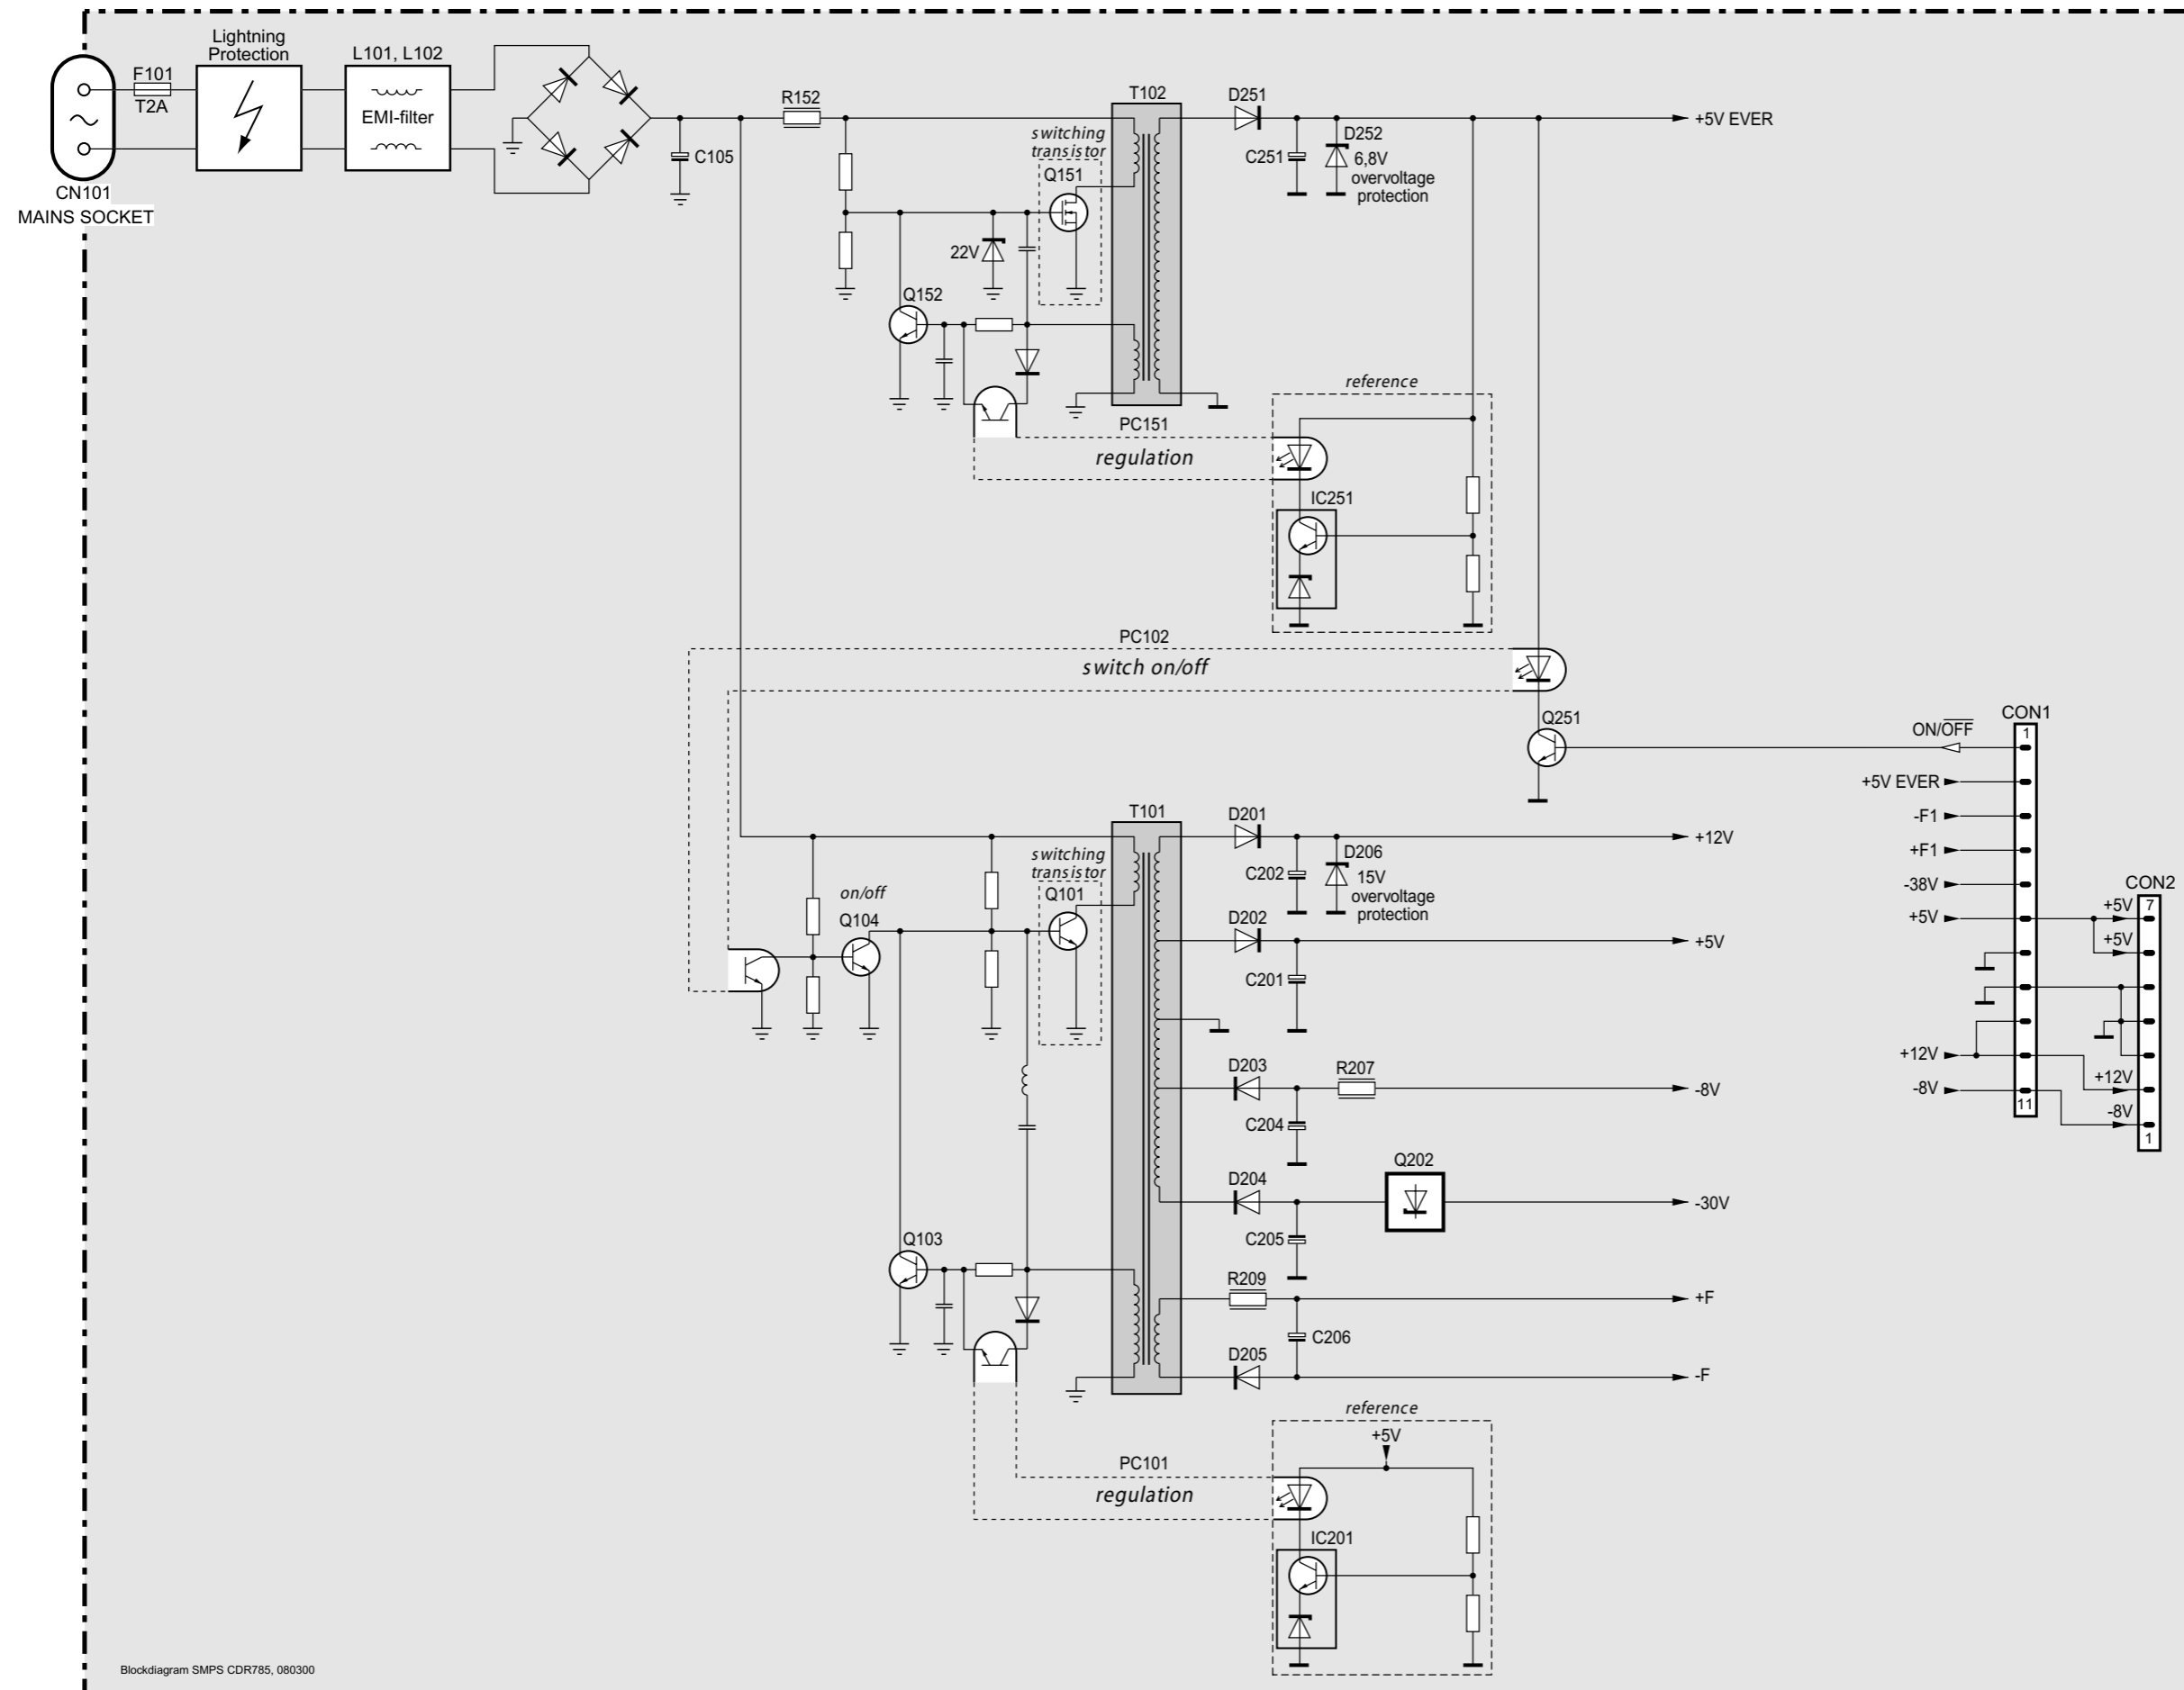 Lightning
Protection
L101, L102
F101
T2A
EMI-filter
CN101
MAINS SOCKET
C105
R152
T102
switching
transistor
Q151
22V
Q152
D251
C251
D252
6,8V
overvoltage
protection
+5V EVER
reference
PC151
regulation
IC251
PC102
switch on/off
Q251
ON/OFF
CON1
1
+5V EVER
-F1
+F1
-38V
+5V
+12V
-8V
11
CON2
7
+5V
+5V
+12V
-8V
1
T101
switching
transistor
Q101
on/off
Q104
D201
+12V
C202
D206
15V
overvoltage
protection
D202
+5V
C201
D203
R207
-8V
C204
D204
Q202
-30V
C205
Q103
R209
+F
C206
D205
-F
reference
+5V
PC101
regulation
IC201
Blockdiagram SMPS CDR785, 080300